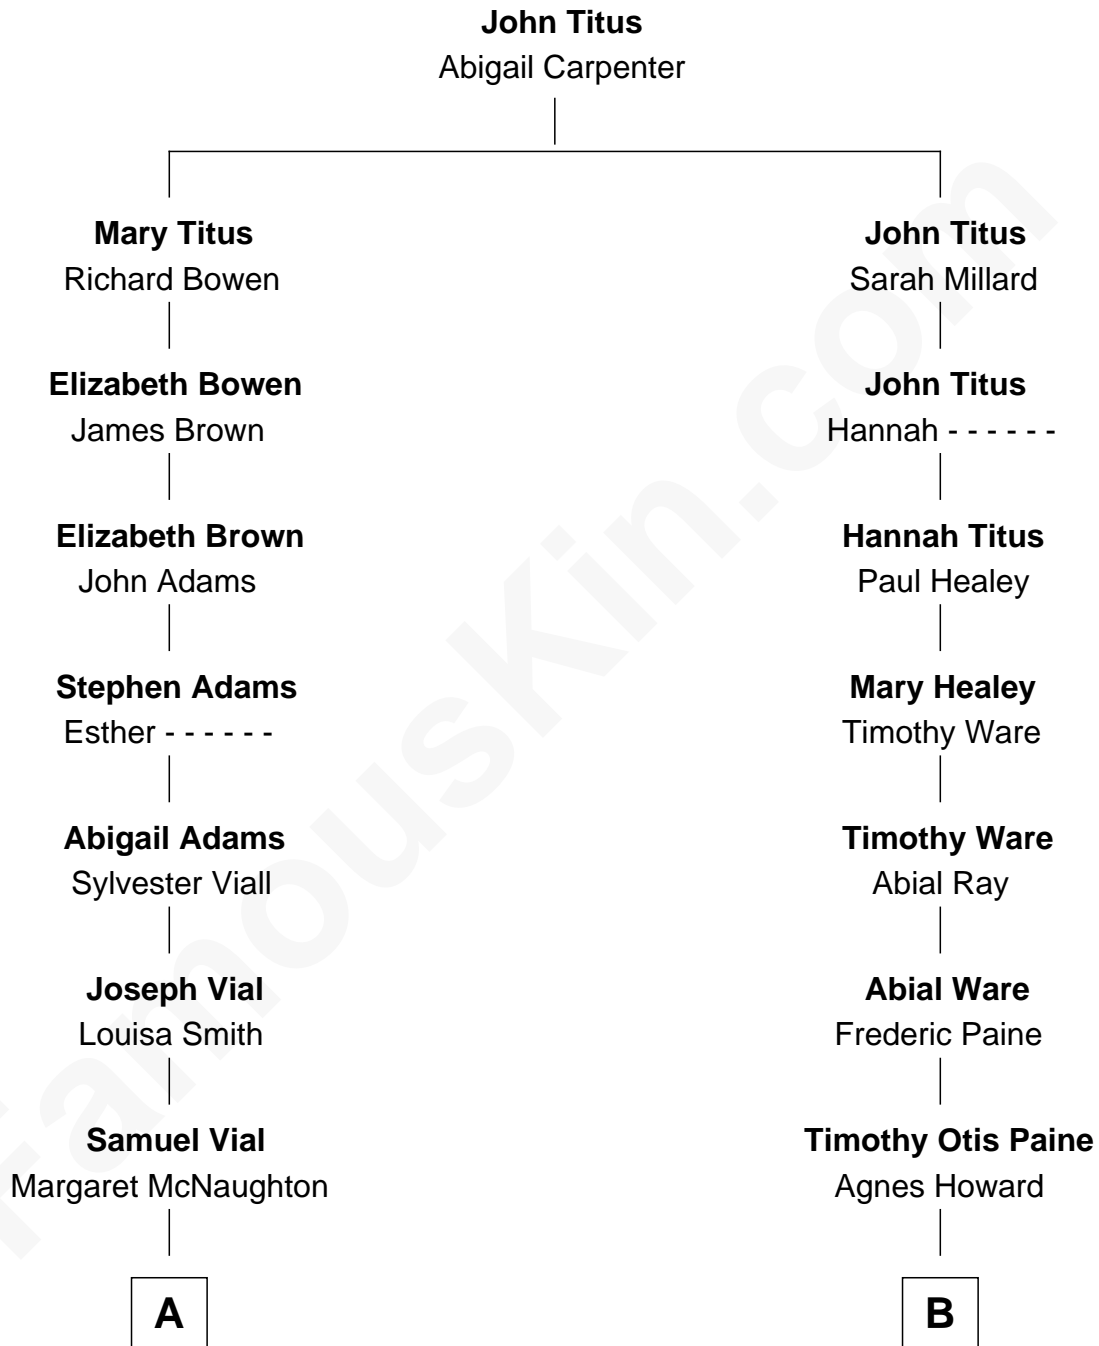 John Titus
Abigail Carpenter
Mary Titus
Richard Bowen
John Titus
Sarah Millard
Elizabeth Bowen
James Brown
John Titus
Hannah - - - - - -
Elizabeth Brown
John Adams
Hannah Titus
Paul Healey
Stephen Adams
Esther - - - - - -
Mary Healey
Timothy Ware
Abigail Adams
Sylvester Viall
Timothy Ware
Abial Ray
Joseph Vial
Louisa Smith
Abial Ware
Frederic Paine
Samuel Vial
Margaret McNaughton
Timothy Otis Paine
Agnes Howard
A
B
FamousKin.com